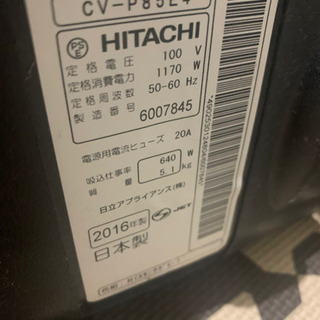 CV-P85E4
PSE HITACHI
定格電圧 100 V
定格消費電力 1170 W
定格周波数 50-60 Hz
製造番号 6007845
電源用電流ヒューズ 20A
吸込仕事率 640 W
質量 5.1 kg
日立アプライアンス(株)
2016年製 JET
日本製